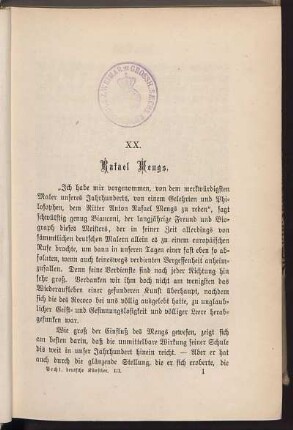 XX.
Rafael Mengs.
„Ich habe mir vorgenommen, von dem merkwürdigsten
Maler unseres Jahrhunderts, von einem Gelehrten und Phi-
losophen, dem Ritter Anton Rafael Mengs zu reden“, sagt
schwülstig genug Bianconi, der langjährige Freund und Bio-
graph dieses Meisters, der in seiner Zeit allerdings von
sämmtlichen deutschen Malern allein es zu einem europäischen
Rufe brachte, um dann in unseren Tagen einer fast eben so ab-
soluten, wenn auch keineswegs verdienten Vergessenheit anheim-
zufallen. Denn seine Verdienste sind nach jeder Richtung hin
sehr groß. Verdanken wir ihm doch nicht am wenigsten das
Wiederaufleben einer gesunderen Kunst überhaupt, nachdem
sich die des Rococo bei uns völlig ausgelebt hatte, zu unglaub-
licher Geist- und Gesinnungslosigkeit und völliger Leere herab-
gesunken war.
Wie groß der Einfluß des Mengs gewesen, zeigt sich
am besten darin, daß die unmittelbare Wirkung seiner Schule
bis weit in unser Jahrhundert hinein reicht. – Aber er hat
auch durch die glänzende Stellung, die er sich eroberte, die
Pecht, deutsche Künstler. III. 1